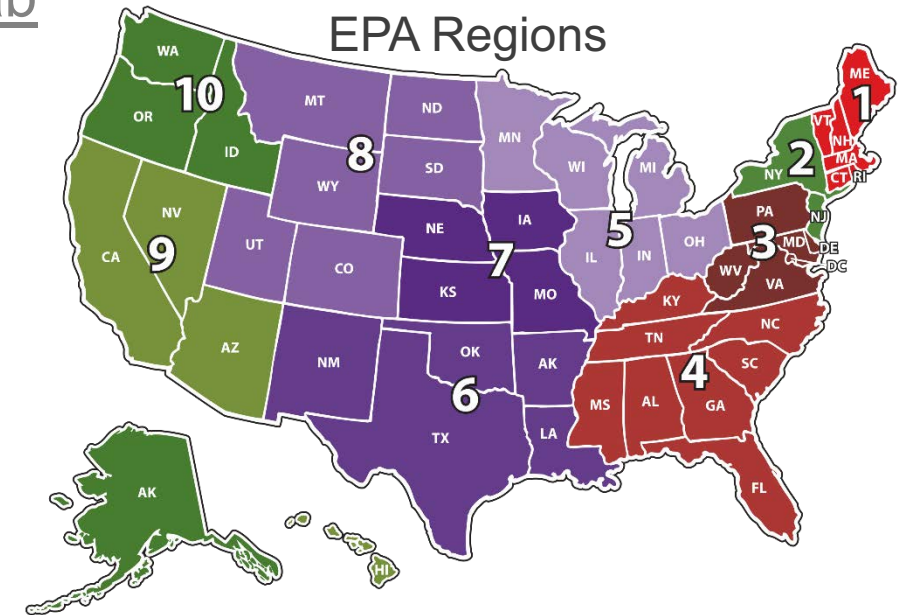 ab
EPA Regions
WA
ME
10
MT
ND
1
OR
VT
MN
NH
8
ID
2
MA
WI
MI
SD
NY
CT
RI
WY
PA
NV
NE
IA
NJ
5
3
UT
OH
MD
DE
9
7
IL
IN
CA
CO
WV
DC
VA
KS
MO
KY
NC
TN
AZ
NM
OK
AK
SC
4
6
MS
AL
GA
TX
LA
FL
AK
HI